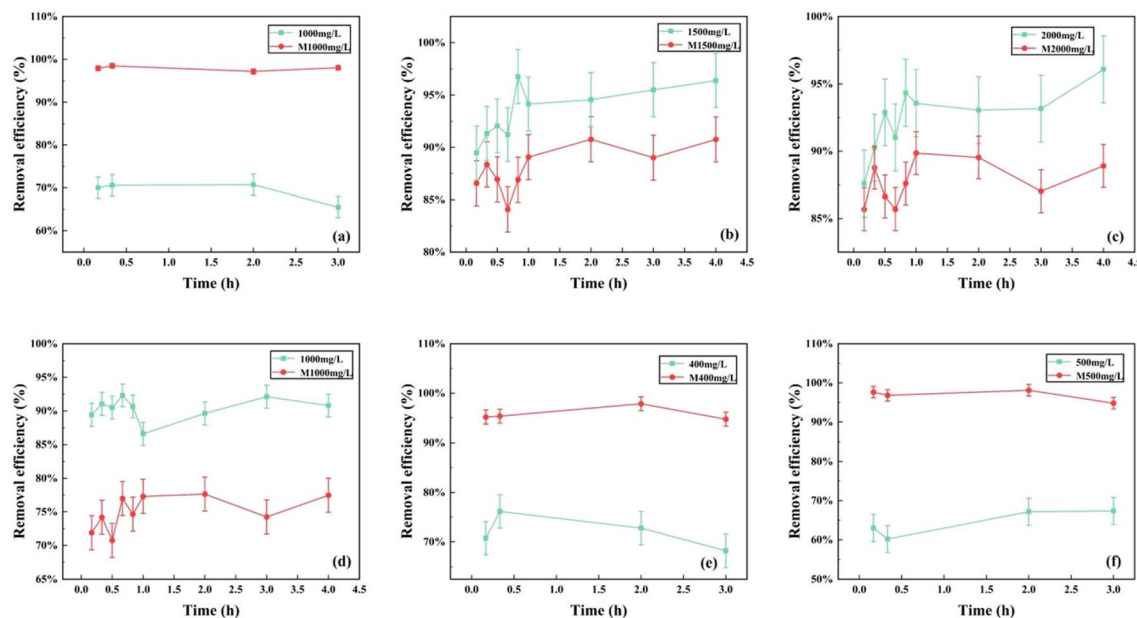 110%
100%
90%
80%
70%
60%
Removal efficiency (%)
1000mg/L
M1000mg/L
(a)
0.0 0.5 1.0 1.5 2.0 2.5 3.0
Time (h)
100%
95%
90%
85%
80%
Removal efficiency (%)
1500mg/L
M1500mg/L
(b)
0.0 0.5 1.0 1.5 2.0 2.5 3.0 3.5 4.0 4.5
Time (h)
100%
95%
90%
85%
Removal efficiency (%)
2000mg/L
M2000mg/L
(c)
0.0 0.5 1.0 1.5 2.0 2.5 3.0 3.5 4.0 4.5
Time (h)
100%
95%
90%
85%
80%
75%
70%
65%
Removal efficiency (%)
1000mg/L
M1000mg/L
(d)
0.0 0.5 1.0 1.5 2.0 2.5 3.0 3.5 4.0 4.5
Time (h)
110%
100%
90%
80%
70%
Removal efficiency (%)
400mg/L
M400mg/L
(e)
0.0 0.5 1.0 1.5 2.0 2.5 3.0
Time (h)
110%
100%
90%
80%
70%
60%
50%
Removal efficiency (%)
500mg/L
M500mg/L
(f)
0.0 0.5 1.0 1.5 2.0 2.5 3.0
Time (h)